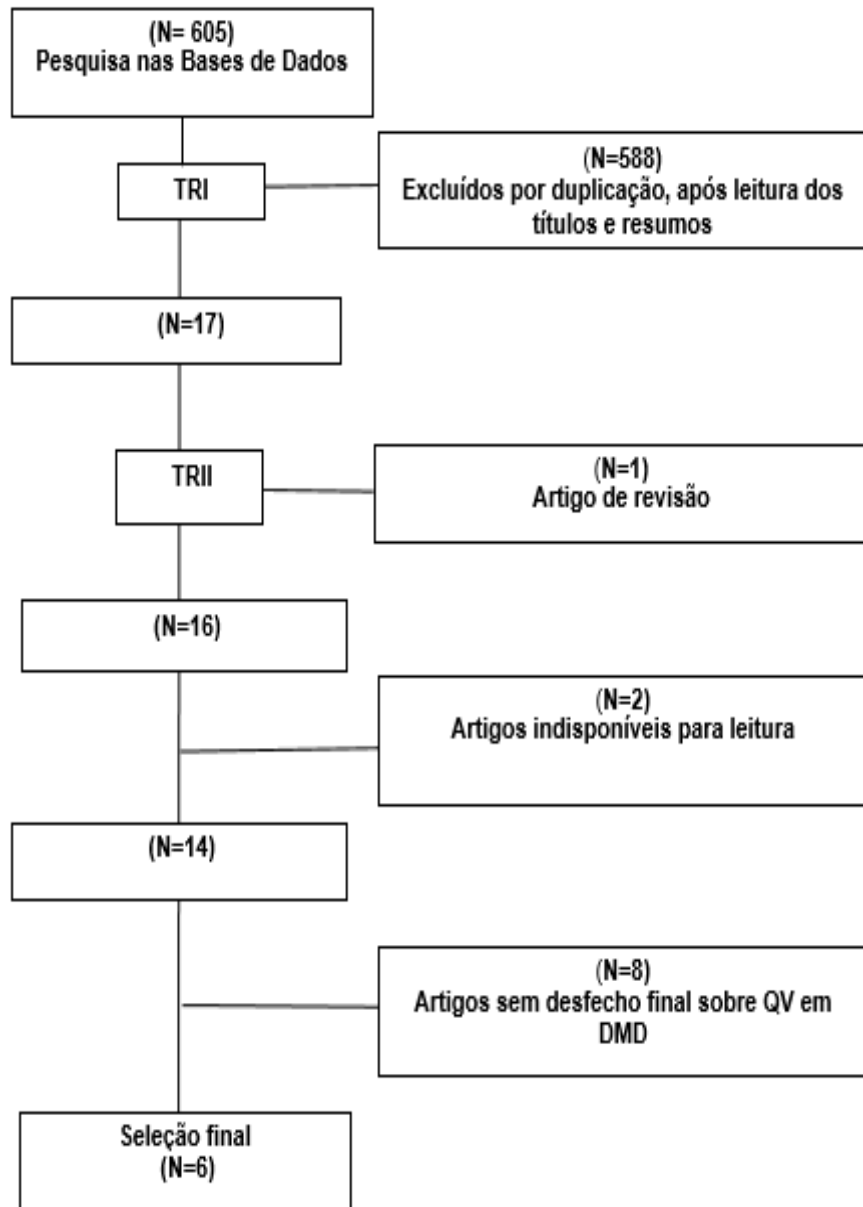 (N= 605)
Pesquisa nas Bases de Dados
TRI
(N=588)
Excluídos por duplicação, após leitura dos
títulos e resumos
(N=17)
TRII
(N=1)
Artigo de revisão
(N=16)
(N=2)
Artigos indisponíveis para leitura
(N=14)
(N=8)
Artigos sem desfecho final sobre QV em
DMD
Seleção final
(N=6)